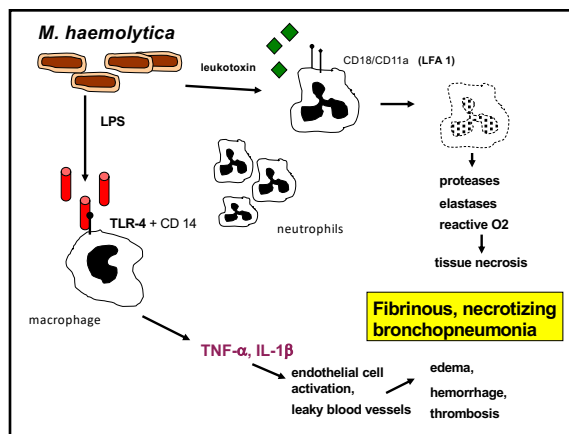 M. haemolytica
leukotoxin
CD18/CD11a (LFA 1)
LPS
TLR-4 + CD 14
neutrophils
macrophage
proteases
elastases
reactive O2
tissue necrosis
Fibrinous, necrotizing
bronchopneumonia
TNF-α, IL-1β
endothelial cell
activation,
leaky blood vessels
edema,
hemorrhage,
thrombosis